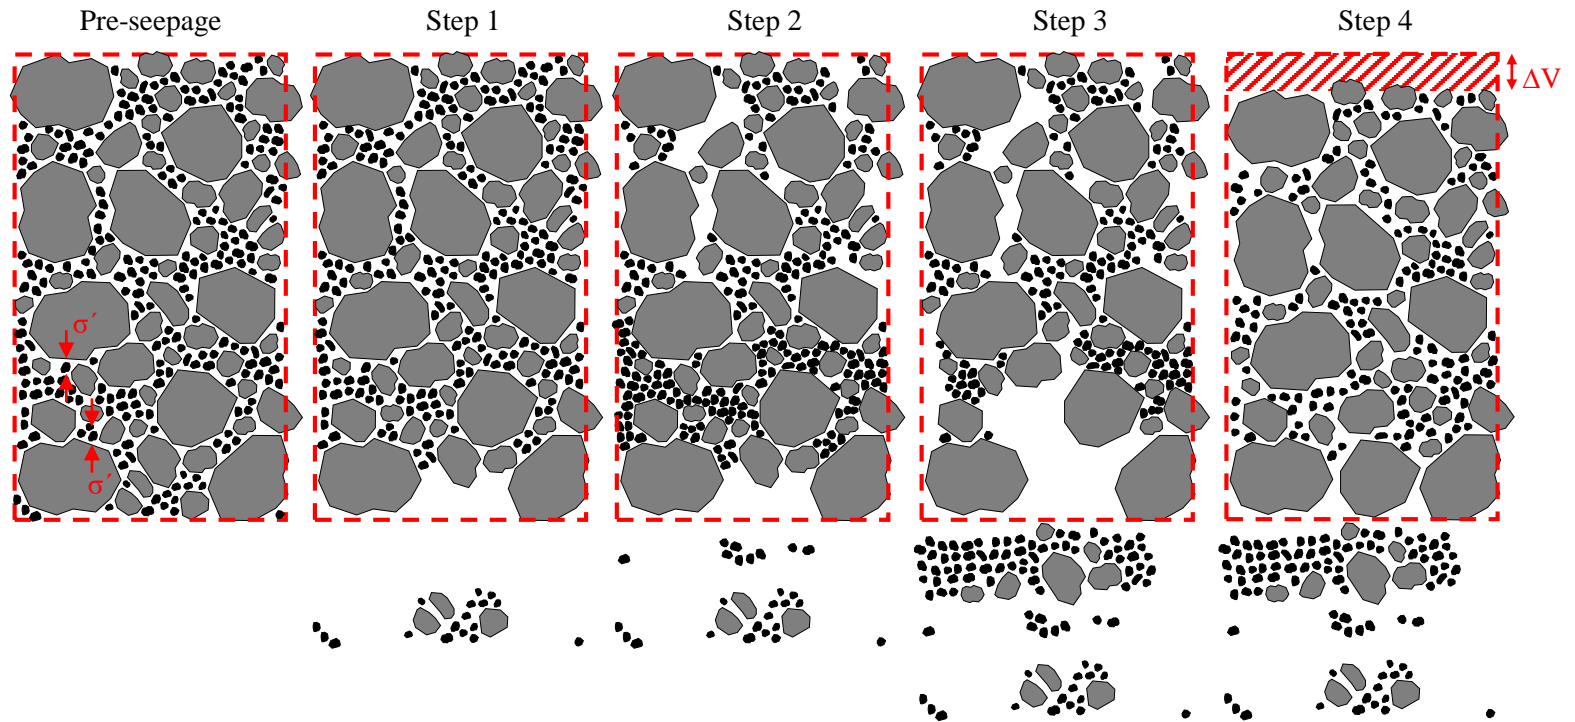 Pre-seepage
Step 1
Step 2
Step 3
Step 4
ΔV
σ´
σ´